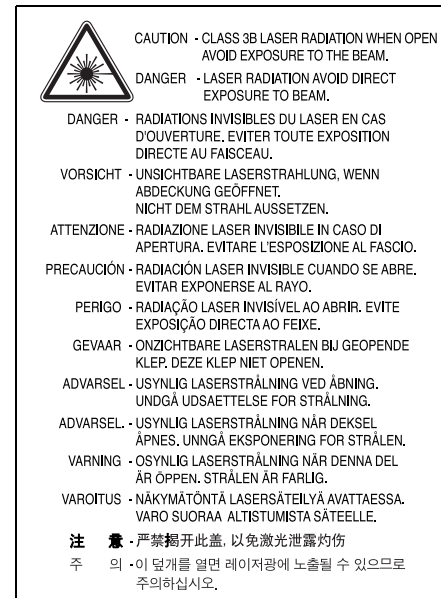 CAUTION - CLASS 3B LASER RADIATION WHEN OPEN
AVOID EXPOSURE TO THE BEAM.
DANGER - LASER RADIATION AVOID DIRECT
EXPOSURE TO BEAM.
DANGER - RADIATIONS INVISIBLES DU LASER EN CAS
D'OUVERTURE. EVITER TOUTE EXPOSITION
DIRECTE AU FAISCEAU.
VORSICHT - UNSICHTBARE LASERSTRAHLUNG, WENN
ABDECKUNG GEÖFFNET.
NICHT DEM STRAHL AUSSETZEN.
ATTENZIONE - RADIAZIONE LASER INVISIBILE IN CASO DI
APERTURA. EVITARE L'ESPOSIZIONE AL FASCIO.
PRECAUCIÓN - RADIACIÓN LASER INVISIBLE CUANDO SE ABRE.
EVITAR EXPONERSE AL RAYO.
PERIGO - RADIAÇÃO LASER INVISÍVEL AO ABRIR. EVITE
EXPOSIÇÃO DIRECTA AO FEIXE.
GEVAAR - ONZICHTBARE LASERSTRALEN BIJ GEOPENDE
KLEP. DEZE KLEP NIET OPENEN.
ADVARSEL - USYNLIG LASERSTRÅLNING VED ÅBNING.
UNDGÅ UDSAETTELSE FOR STRÅLNING.
ADVARSEL. - USYNLIG LASERSTRÅLNING NÅR DEKSEL
ÅPNES. UNNGÅ EKSPONERING FOR STRÅLEN.
VARNING - OSYNLIG LASERSTRÅLNING NÄR DENNA DEL
ÄR ÖPPEN. STRÅLEN ÄR FARLIG.
VAROITUS - NÄKYMÄTÖNTÄ LASERSÄTEILYÄ AVATTAESSA.
VARO SUORAA ALTISTUMISTA SÄTEELLE.
注 意 - 严禁揭开此盖, 以免激光泄露灼伤
주 의 - 이 덮개를 열면 레이저광에 노출될 수 있으므로
주의하십시오.